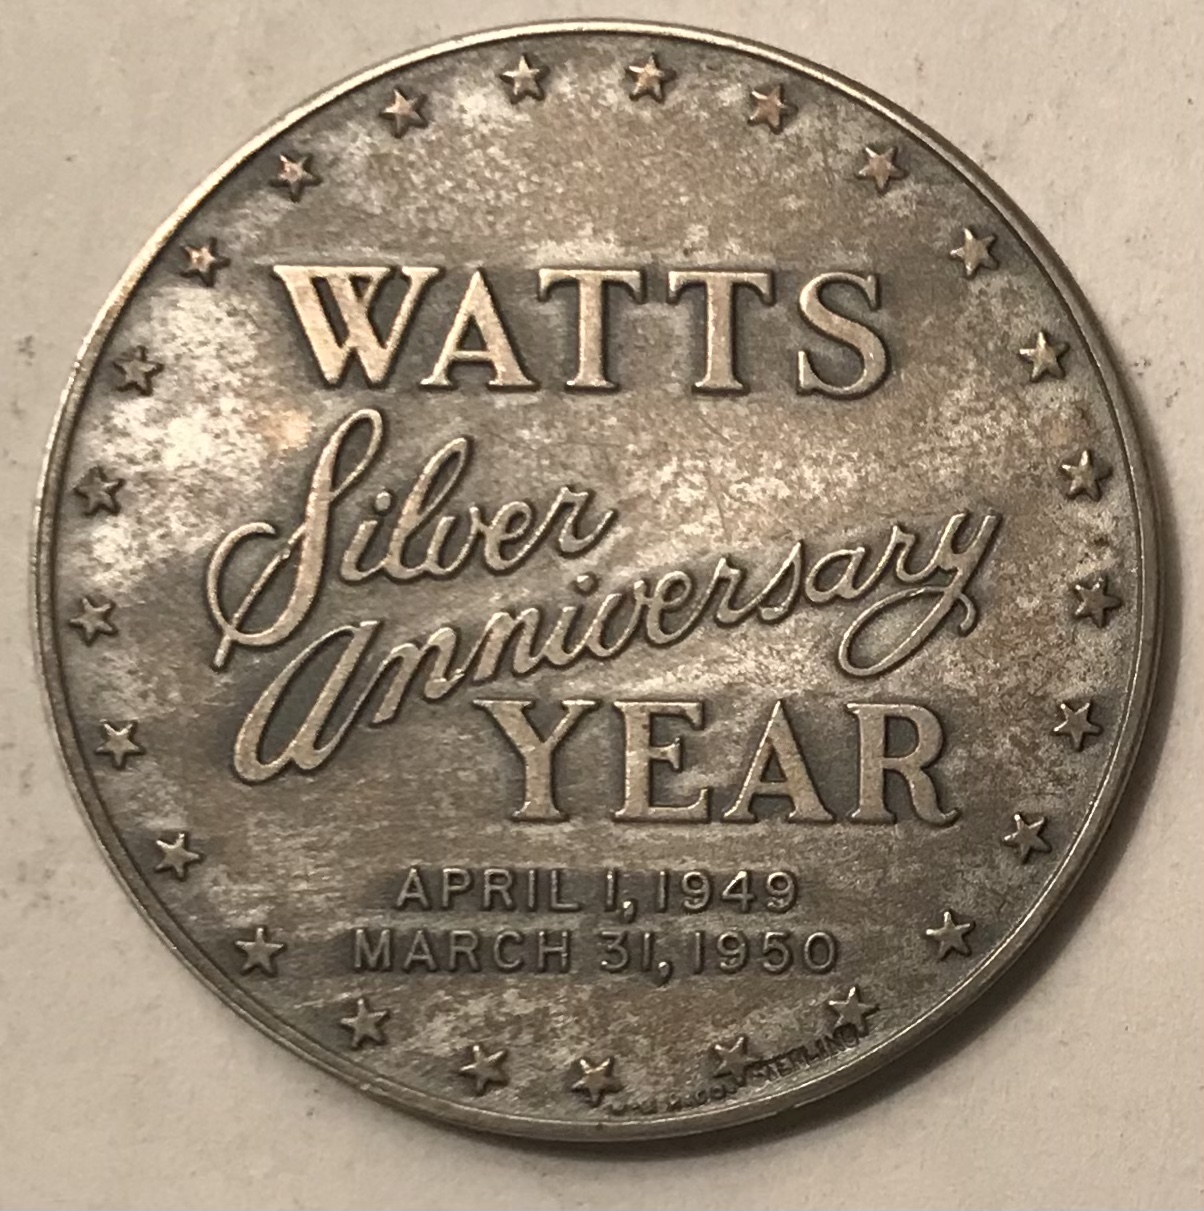 WATTS
Silver
Anniversary
YEAR
APRIL 1, 1949
MARCH 31, 1950
STERLING